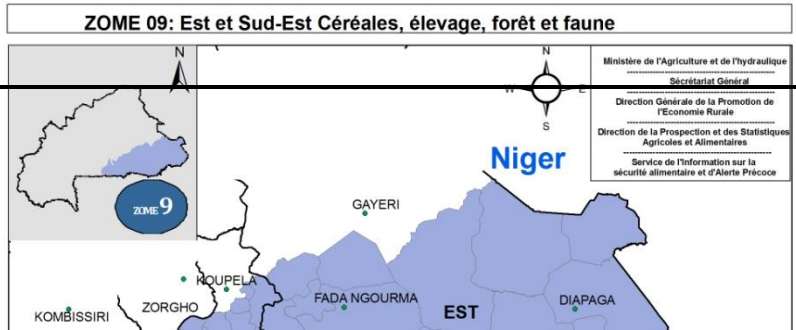 ZOME 09: Est et Sud-Est Céréales, élevage, forêt et faune
N
N
W E
S
Ministère de l'Agriculture et de l'hydraulique
Sécrétariat Général
Direction Générale de la Promotion de
l'Economie Rurale
Direction de la Prospection et des Statistiques
Agricoles et Alimentaires
Service de l'Information sur la
sécurité alimentaire et d'Alerte Précoce
Niger
ZOME 9
GAYERI
KOUPELA
ZORGHO
KOMBISSIRI
FADA NGOURMA
EST
DIAPAGA